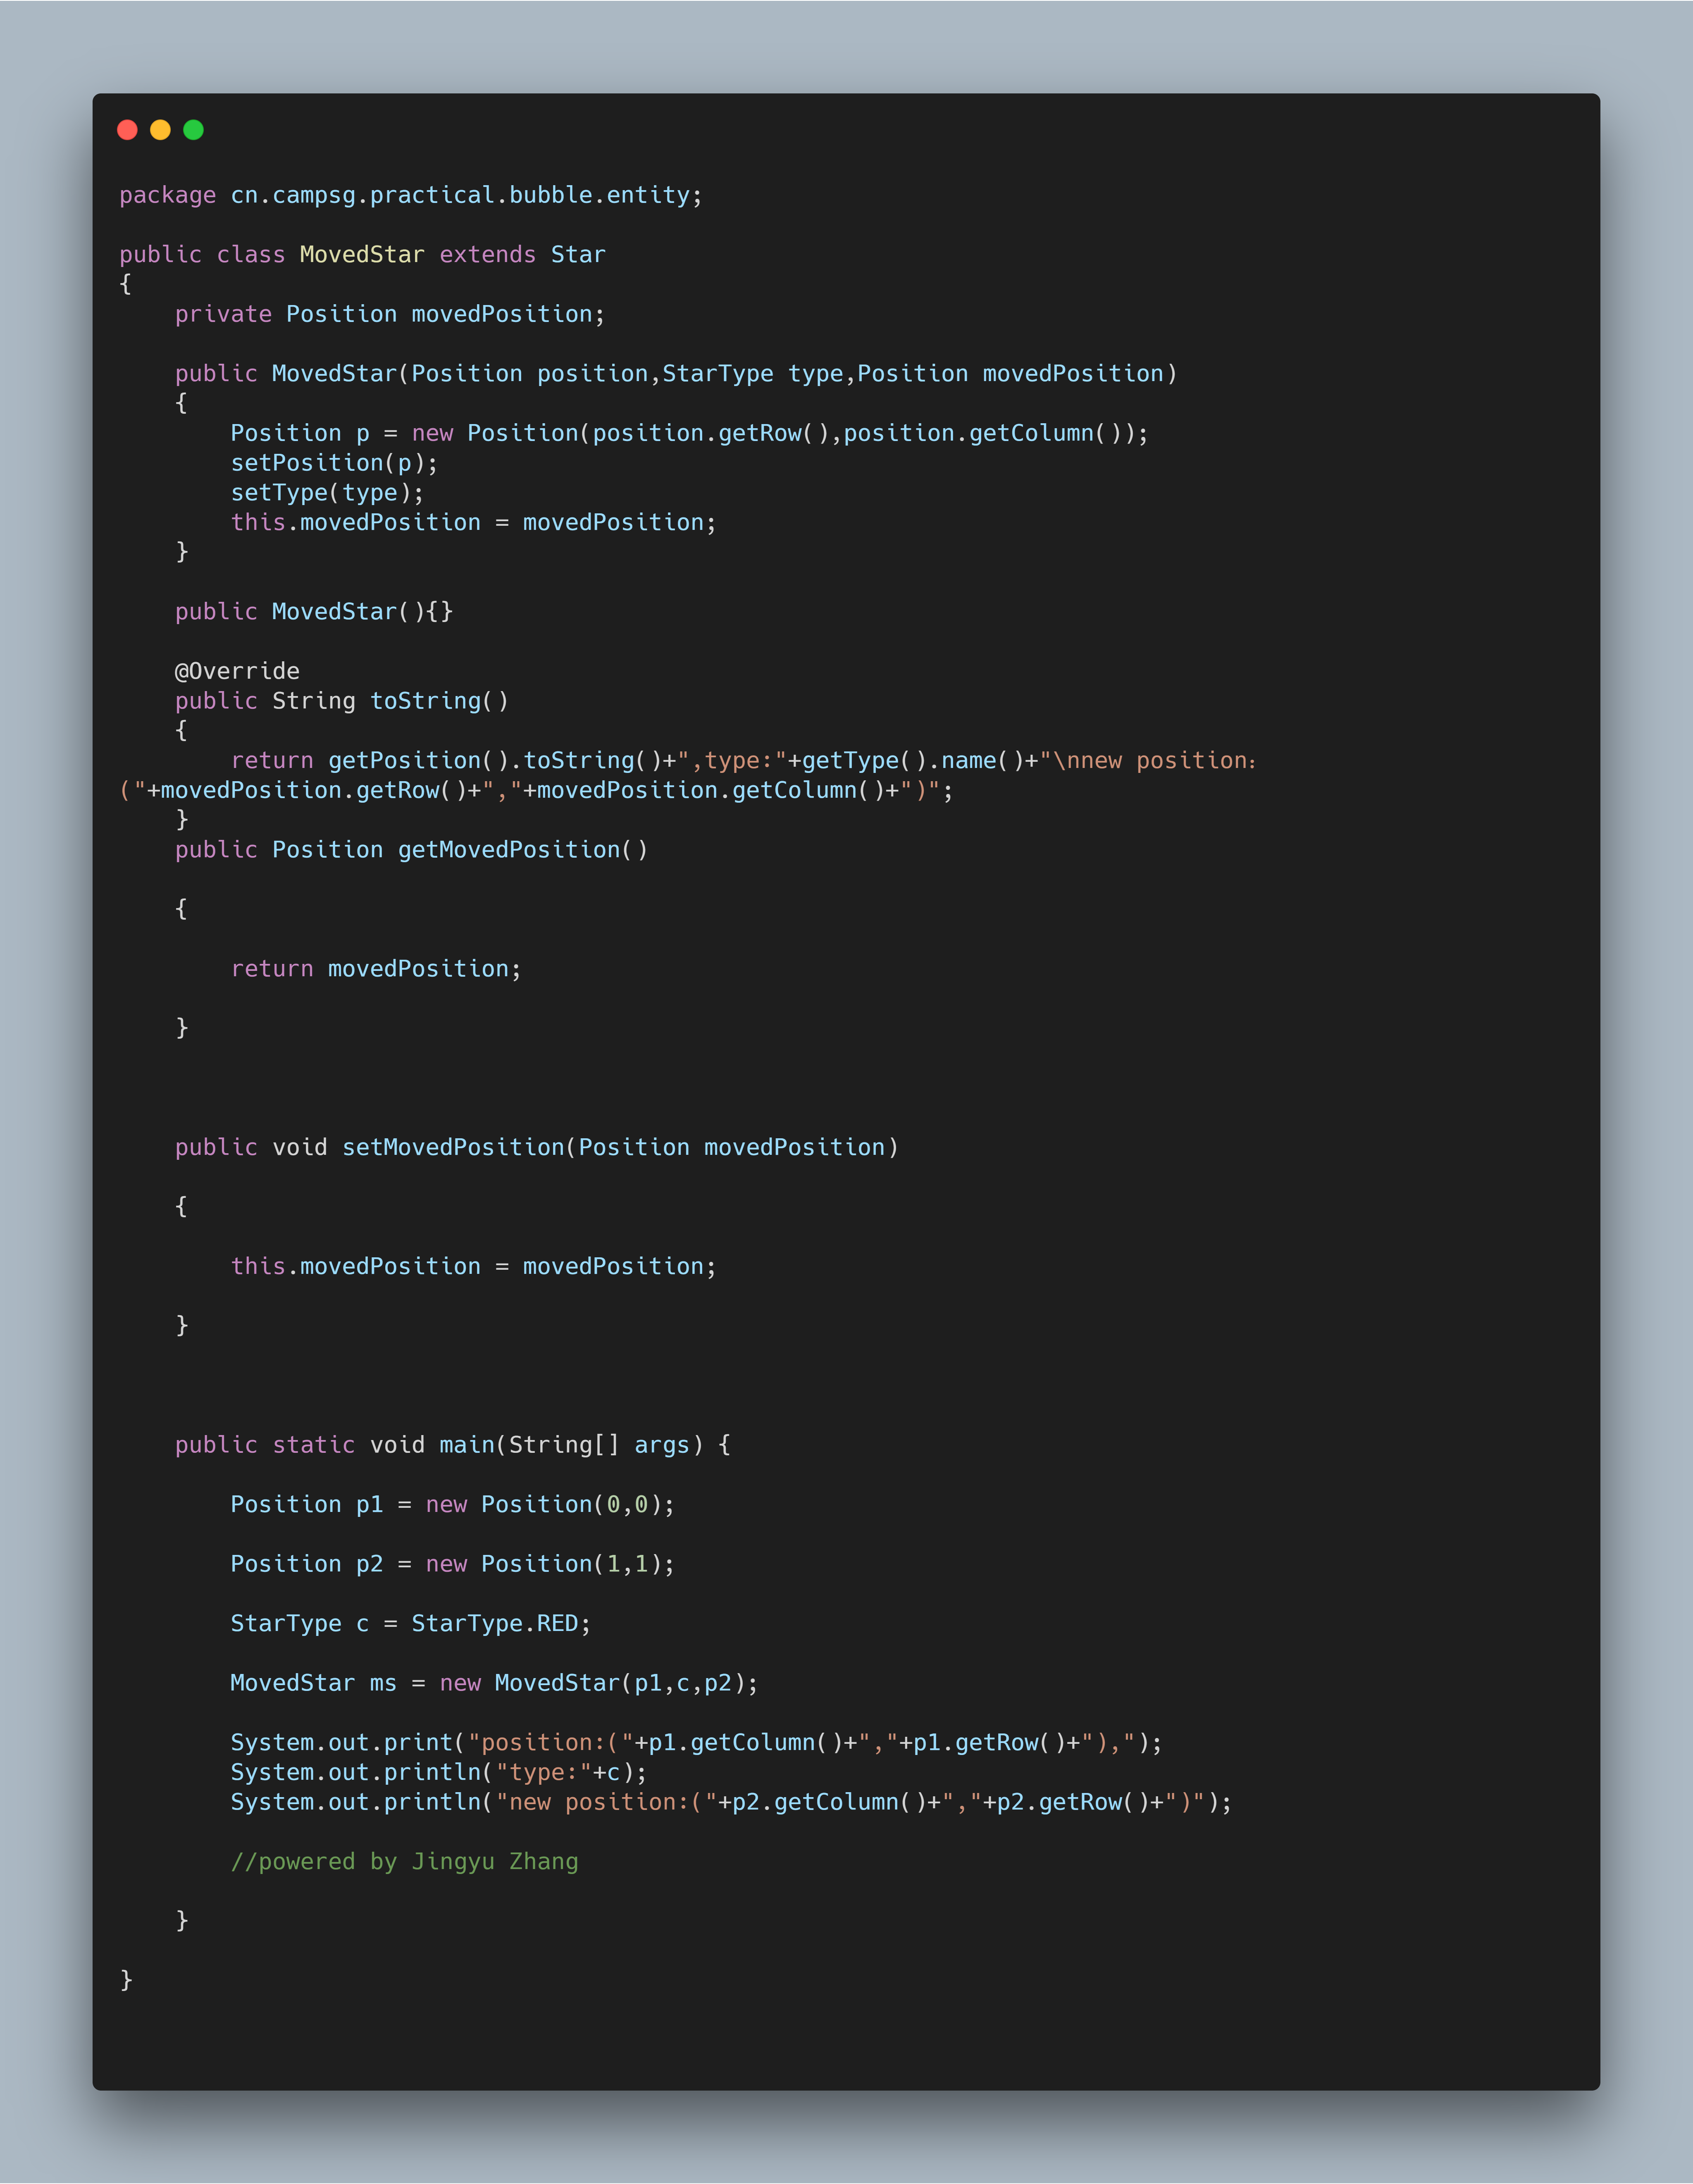 package cn.campsg.practical.bubble.entity;
public class MovedStar extends Star
{
    private Position movedPosition;
    public MovedStar(Position position,StarType type,Position movedPosition)
    {
        Position p = new Position(position.getRow(),position.getColumn());
        setPosition(p);
        setType(type);
        this.movedPosition = movedPosition;
    }
    public MovedStar(){}
    @Override
    public String toString()
    {
        return getPosition().toString()+",type:"+getType().name()+"\nnew position:
("+movedPosition.getRow()+","+movedPosition.getColumn()+")";
    }
    public Position getMovedPosition()
    {
        return movedPosition;
    }
    public void setMovedPosition(Position movedPosition)
    {
        this.movedPosition = movedPosition;
    }
    public static void main(String[] args) {
        Position p1 = new Position(0,0);
        Position p2 = new Position(1,1);
        StarType c = StarType.RED;
        MovedStar ms = new MovedStar(p1,c,p2);
        System.out.print("position:("+p1.getColumn()+","+p1.getRow()+"),");
        System.out.println("type:"+c);
        System.out.println("new position:("+p2.getColumn()+","+p2.getRow()+")");
        //powered by Jingyu Zhang
    }
}